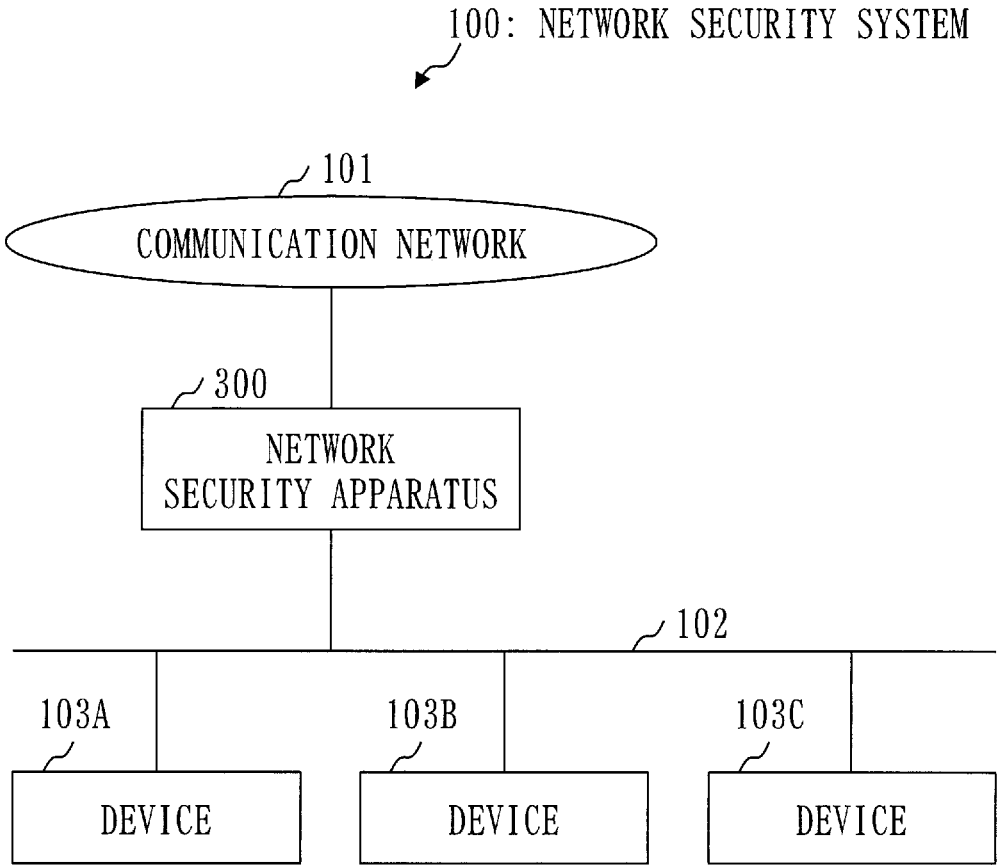 100: NETWORK SECURITY SYSTEM
101
COMMUNICATION NETWORK
300
NETWORK
SECURITY APPARATUS
102
103A
103B
103C
DEVICE
DEVICE
DEVICE